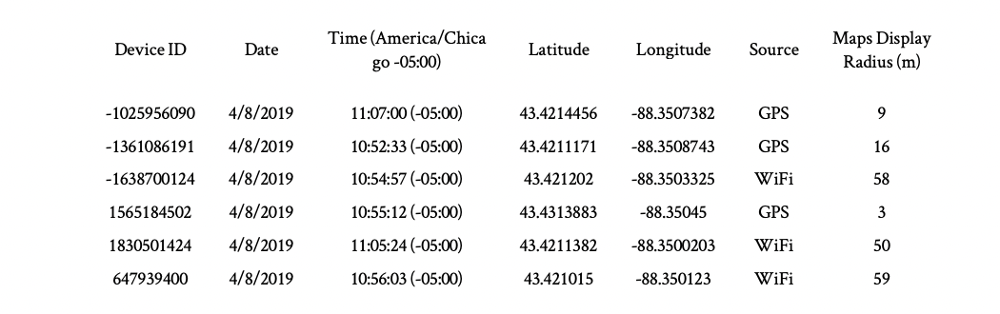 Device ID Date Time (America/Chica
go -05:00) Latitude Longitude Source Maps Display
Radius (m)
-1025956090 4/8/2019 11:07:00 (-05:00) 43.4214456 -88.3507382 GPS 9
-1361086191 4/8/2019 10:52:33 (-05:00) 43.4211171 -88.3508743 GPS 16
-1638700124 4/8/2019 10:54:57 (-05:00) 43.421202 -88.3503325 WiFi 58
1565184502 4/8/2019 10:55:12 (-05:00) 43.4313883 -88.35045 GPS 3
1830501424 4/8/2019 11:05:24 (-05:00) 43.4211382 -88.3500203 WiFi 50
647939400 4/8/2019 10:56:03 (-05:00) 43.421015 -88.350123 WiFi 59